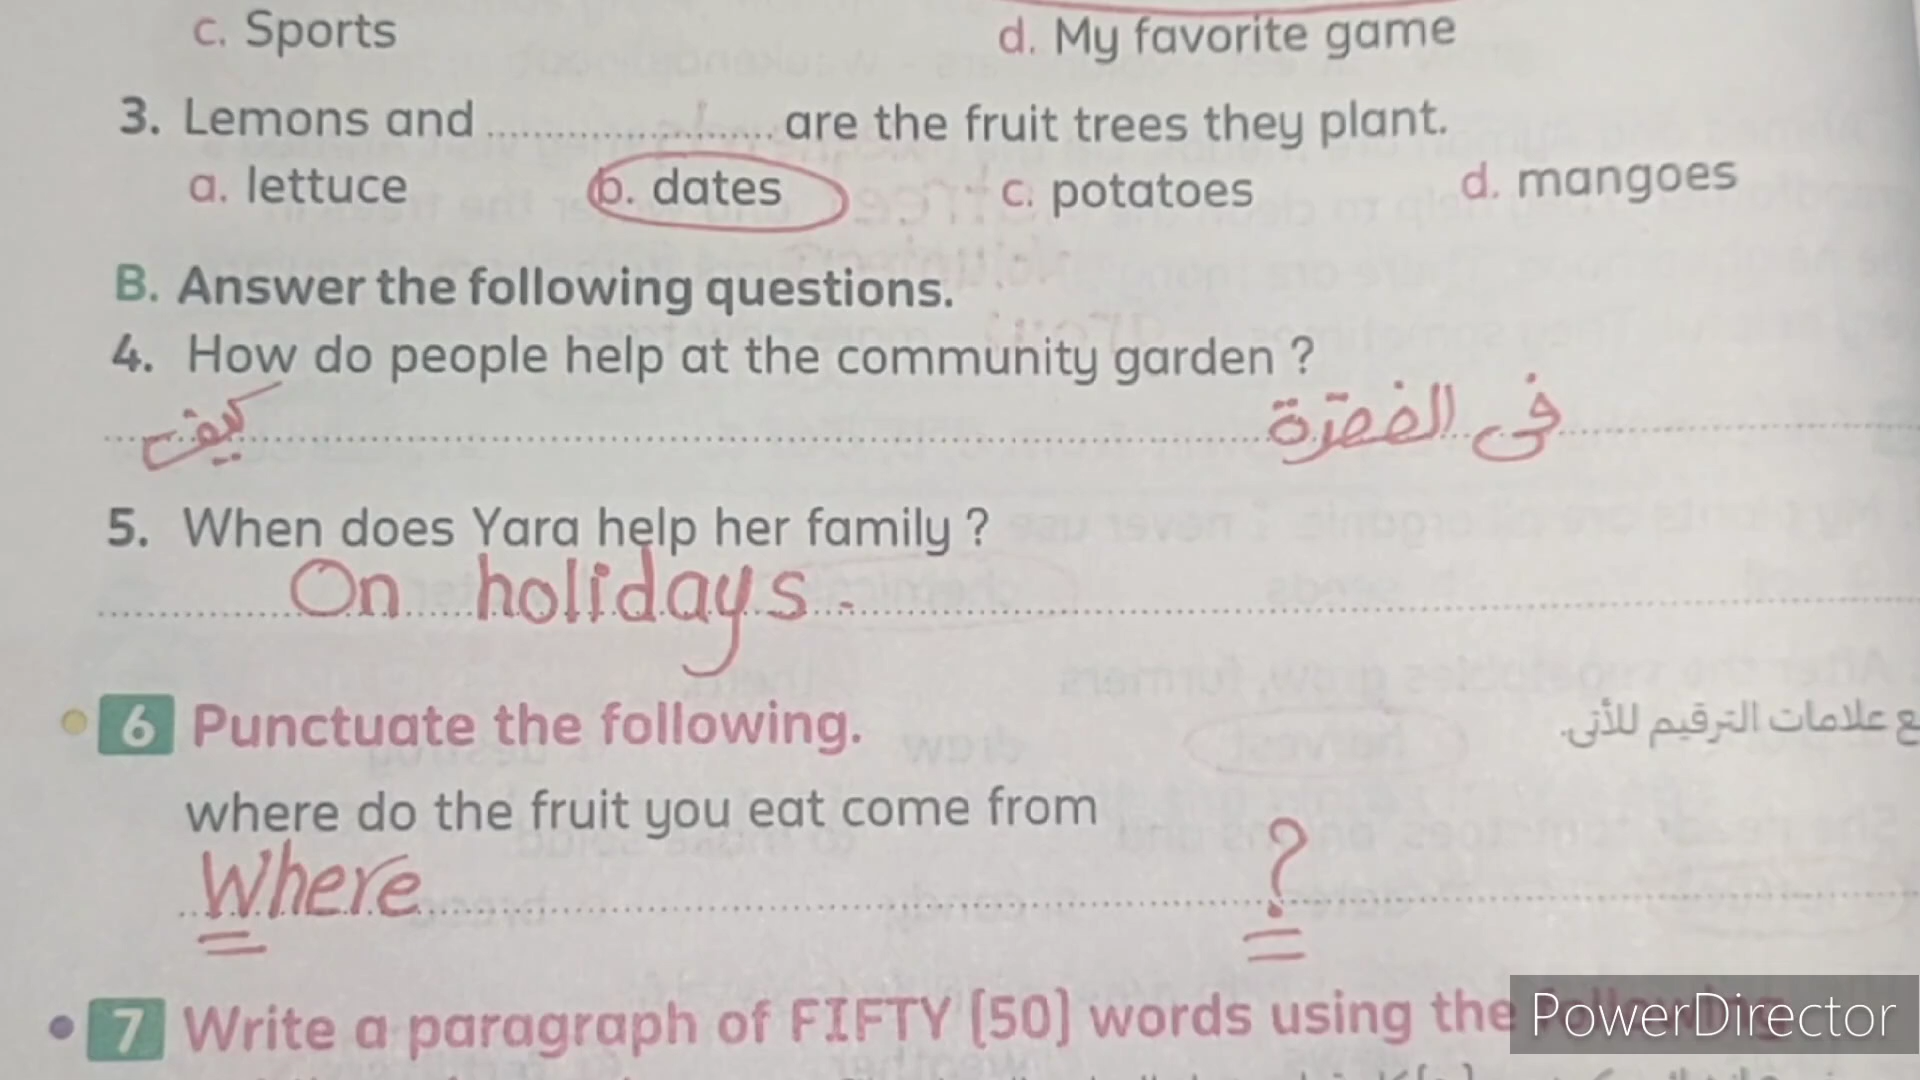 c. Sports d. My favorite game
3. Lemons and ........................ are the fruit trees they plant.
a. lettuce b. dates c. potatoes d. mangoes
B. Answer the following questions.
4. How do people help at the community garden ?
كيف فى الفقرة
5. When does Yara help her family ?
On holidays.
6 Punctuate the following. علامات الترقيم للأتى.
where do the fruit you eat come from
Where ?
7 Write a paragraph of FIFTY (50) words using the
PowerDirector